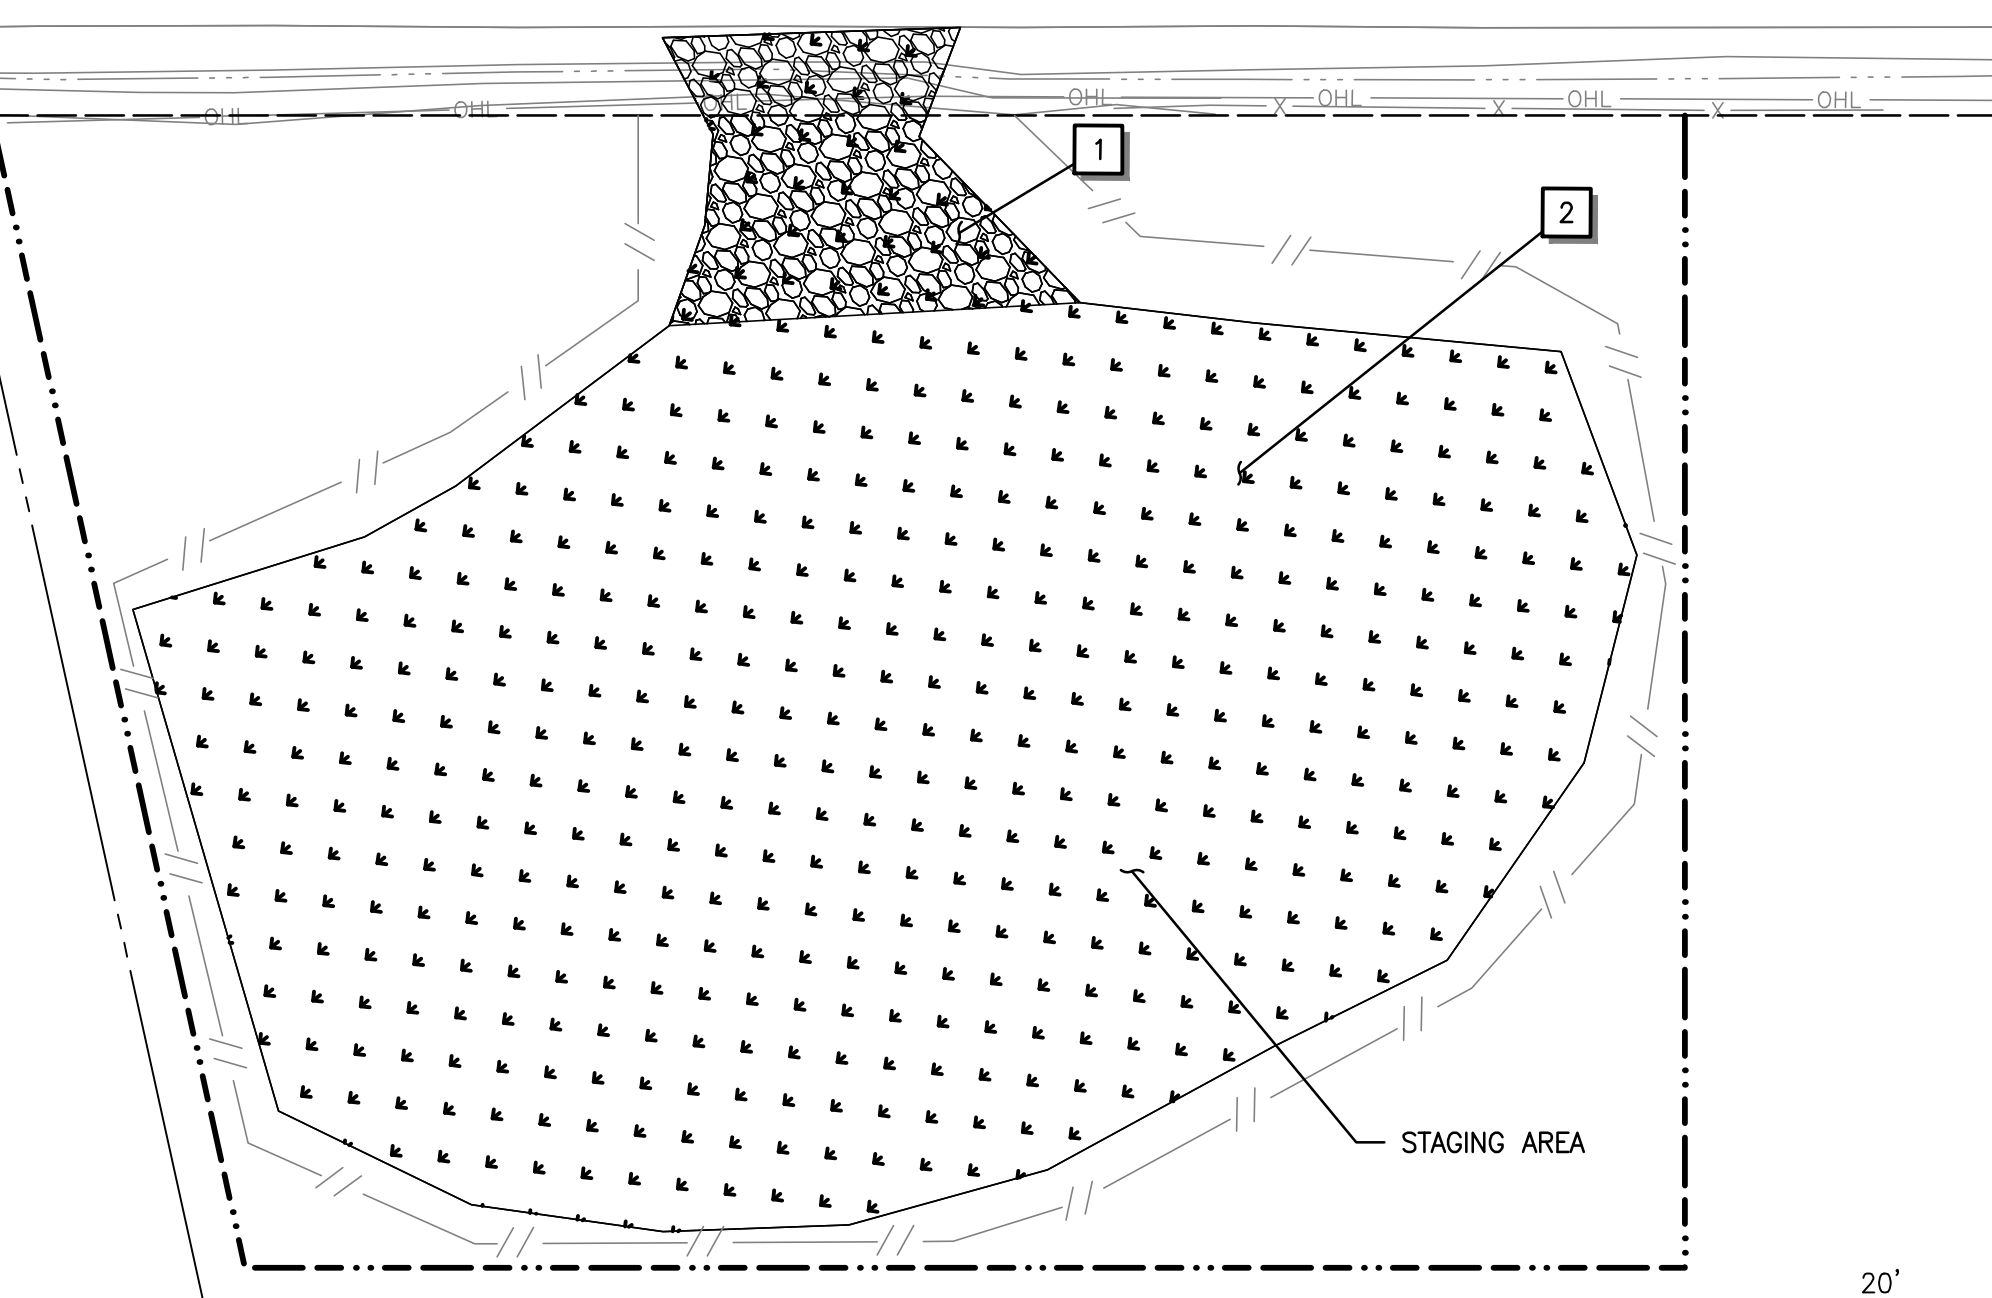 OHL OHL OHL OHL OHL OHL OHL
X X X
1
2
STAGING AREA
20'